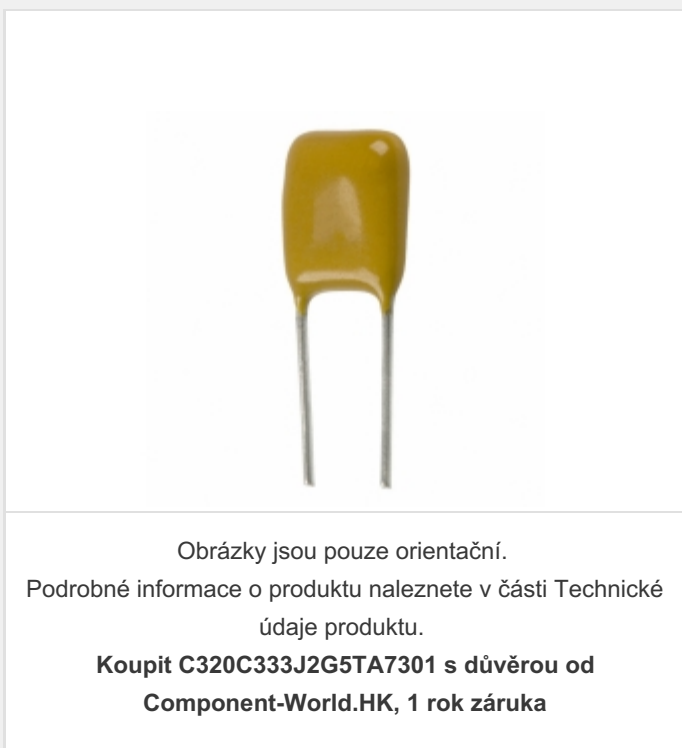 Obrázky jsou pouze orientační.
Podrobné informace o produktu naleznete v části Technické
údaje produktu.
Koupit C320C333J2G5TA7301 s důvěrou od
Component-World.HK, 1 rok záruka